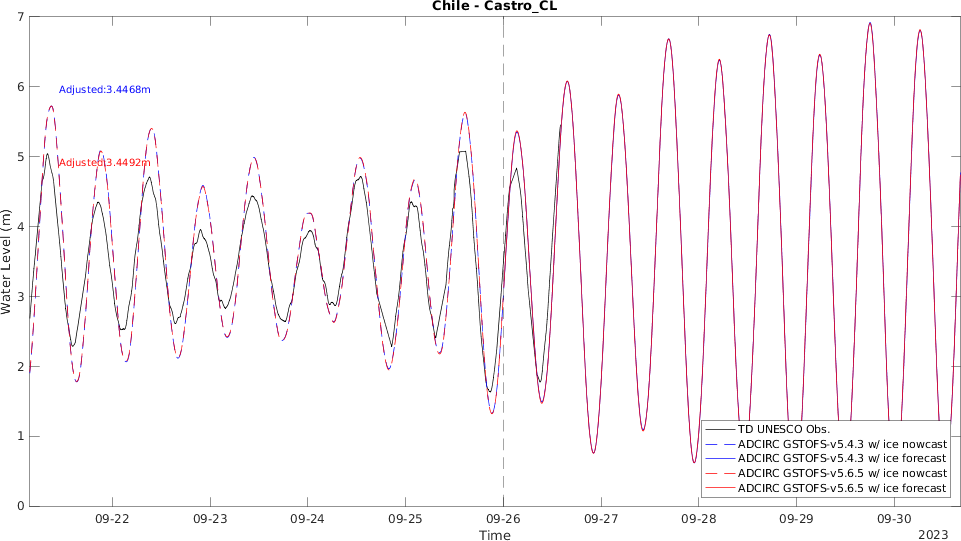 Chile - Castro_CL
7
6
5
4
3
2
1
0
Water Level (m)
Adjusted:3.4468m
Adjusted:3.4492m
TD UNESCO Obs.
ADCIRC GSTOFS-v5.4.3 w/ ice nowcast
ADCIRC GSTOFS-v5.4.3 w/ ice forecast
ADCIRC GSTOFS-v5.6.5 w/ ice nowcast
ADCIRC GSTOFS-v5.6.5 w/ ice forecast
09-22 09-23 09-24 09-25 09-26 09-27 09-28 09-29 09-30
Time
2023